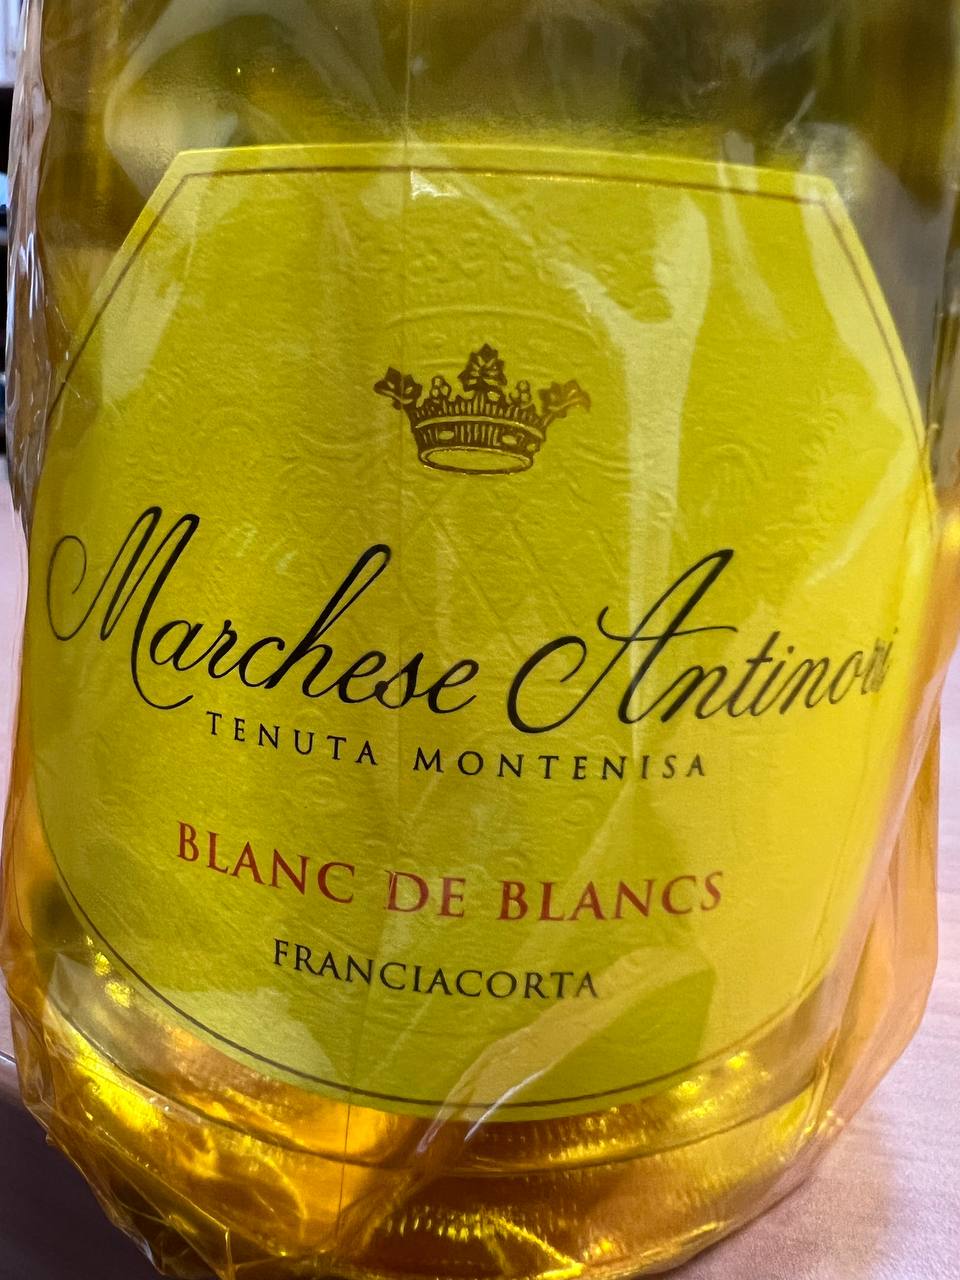 Marchese Antinori
TENUTA MONTENISA
BLANC DE BLANCS
FRANCIACORTA